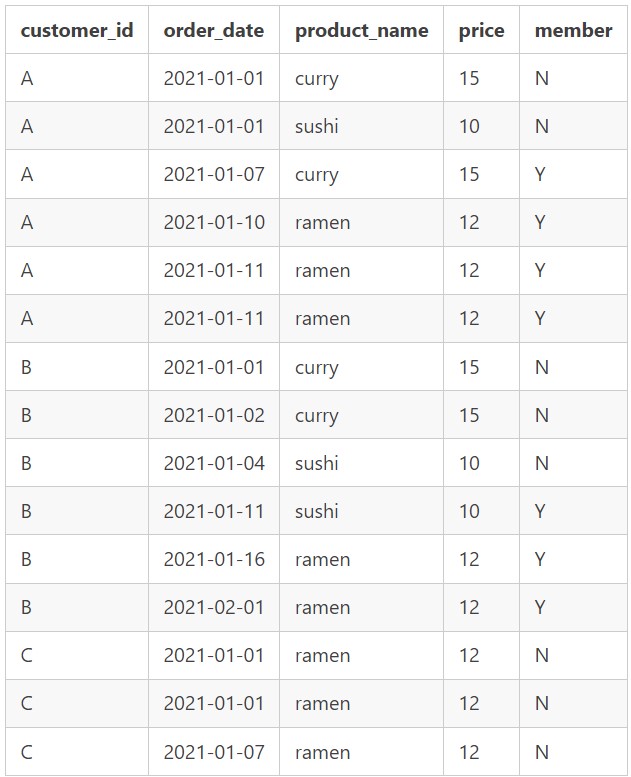 customer_id order_date product_name price member
A 2021-01-01 curry 15 N
A 2021-01-01 sushi 10 N
A 2021-01-07 curry 15 Y
A 2021-01-10 ramen 12 Y
A 2021-01-11 ramen 12 Y
A 2021-01-11 ramen 12 Y
B 2021-01-01 curry 15 N
B 2021-01-02 curry 15 N
B 2021-01-04 sushi 10 N
B 2021-01-11 sushi 10 Y
B 2021-01-16 ramen 12 Y
B 2021-02-01 ramen 12 Y
C 2021-01-01 ramen 12 N
C 2021-01-01 ramen 12 N
C 2021-01-07 ramen 12 N